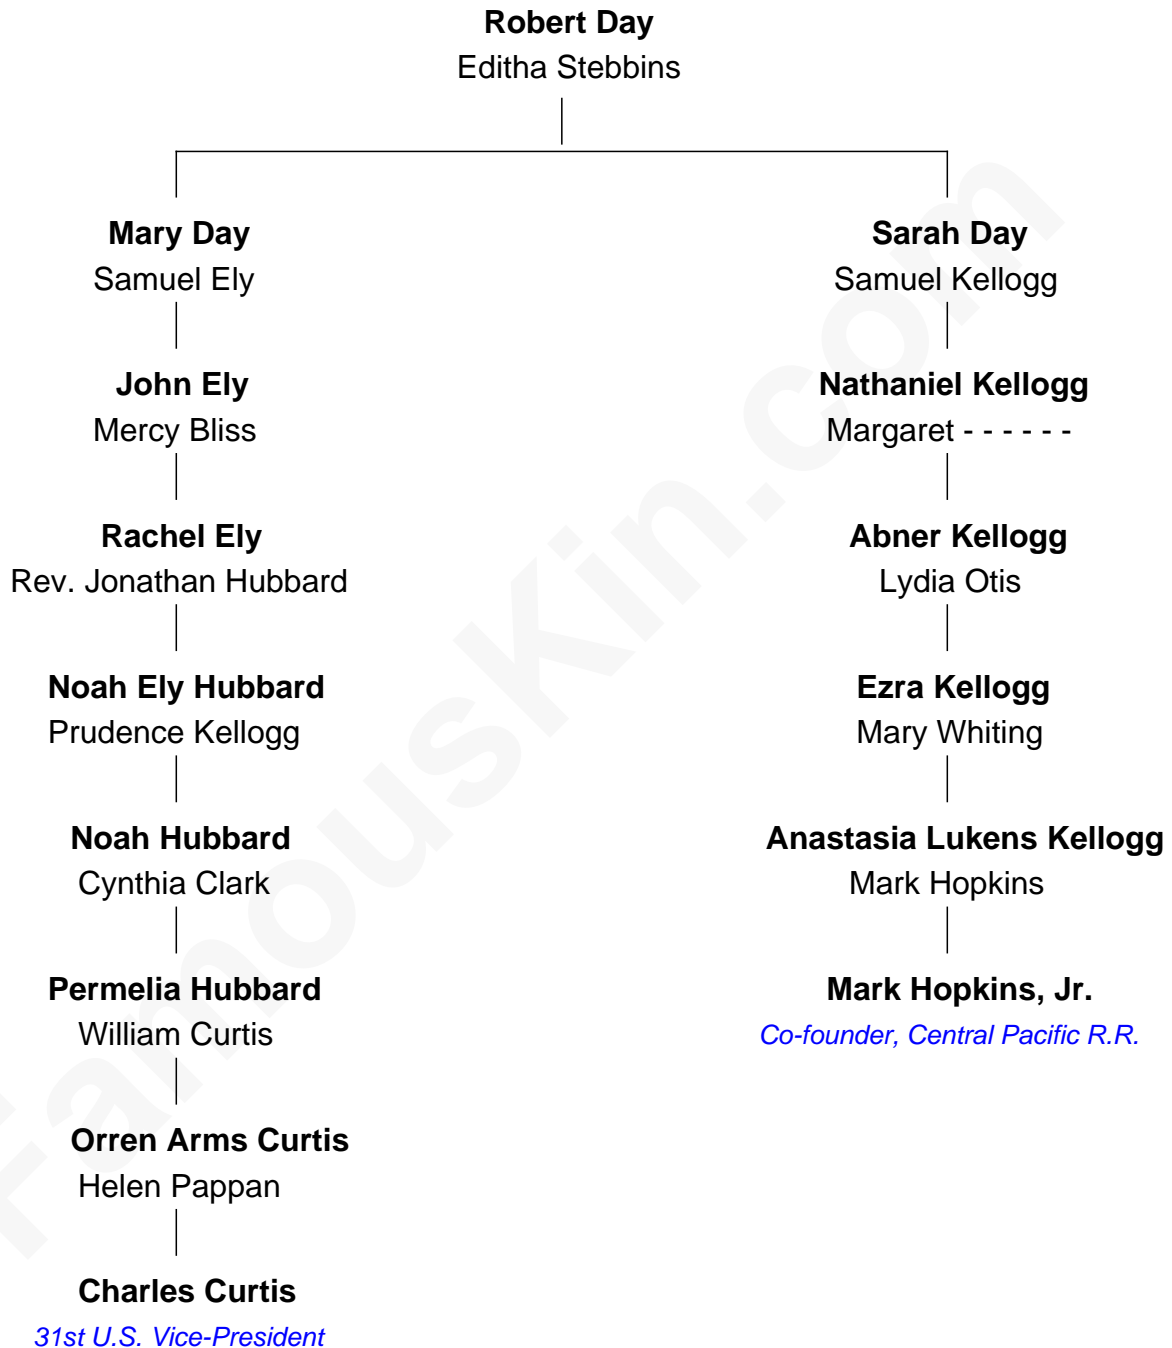 Robert Day
Editha Stebbins
Mary Day
Samuel Ely
John Ely
Mercy Bliss
Rachel Ely
Rev. Jonathan Hubbard
Noah Ely Hubbard
Prudence Kellogg
Noah Hubbard
Cynthia Clark
Permelia Hubbard
William Curtis
Orren Arms Curtis
Helen Pappan
Charles Curtis
31st U.S. Vice-President
Sarah Day
Samuel Kellogg
Nathaniel Kellogg
Margaret - - - - - -
Abner Kellogg
Lydia Otis
Ezra Kellogg
Mary Whiting
Anastasia Lukens Kellogg
Mark Hopkins
Mark Hopkins, Jr.
Co-founder, Central Pacific R.R.
FamousKin.com